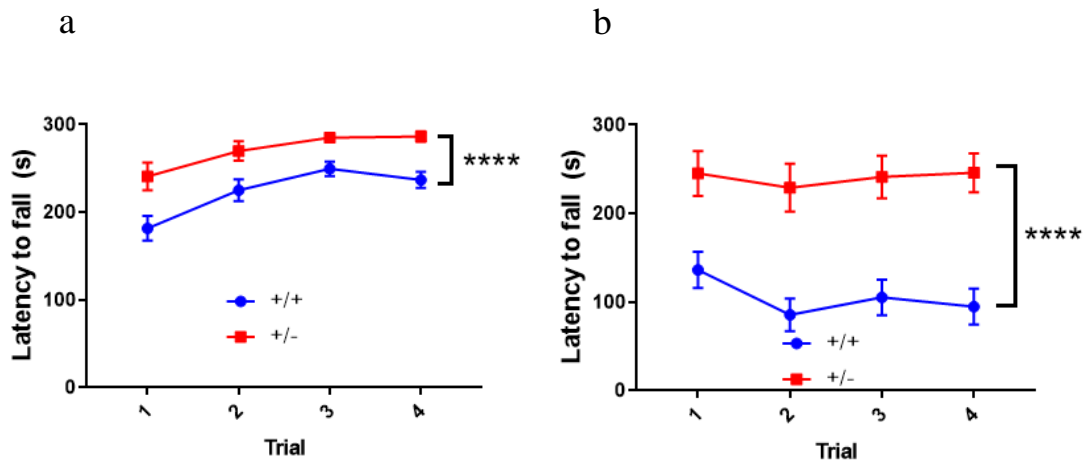 a
300
200
100
0
Latency to fall (s)
+/+
+/-
****
1 2 3 4
Trial
b
300
200
100
0
Latency to fall (s)
+/+
+/-
****
1 2 3 4
Trial